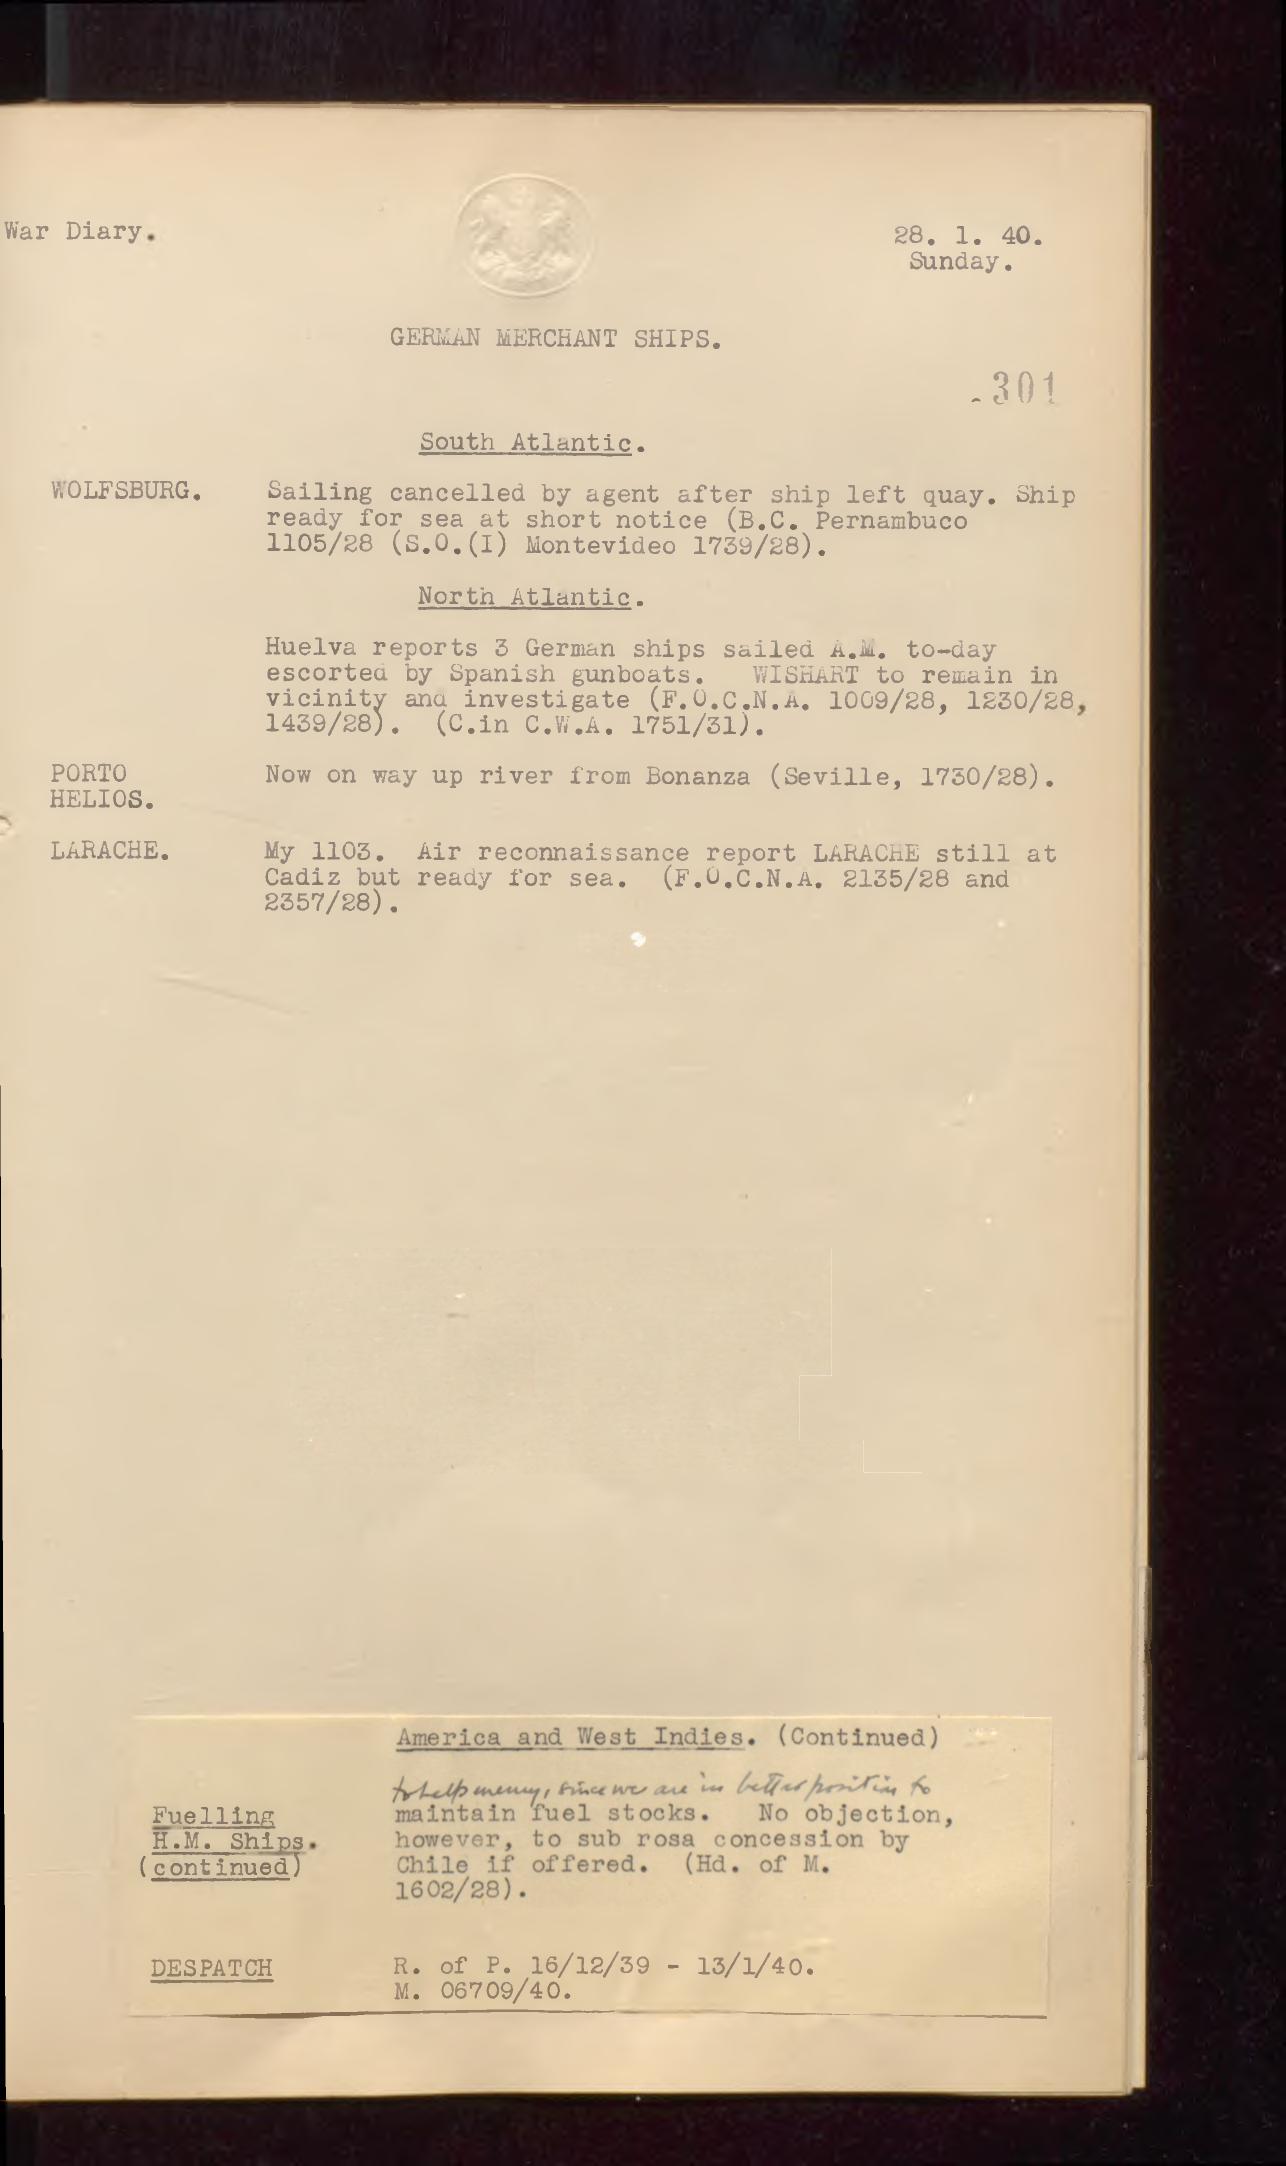 War Diary.
28. 1. 40.
Sunday.
GERMAN MERCHANT SHIPS.
301
South Atlantic.
WOLFSBURG. Sailing cancelled by agent after ship left quay. Ship
ready for sea at short notice (B.C. Pernambuco
1105/28 (S.O.(I) Montevideo 1739/28).
North Atlantic.
Huelva reports 3 German ships sailed A.M. to-day
escorted by Spanish gunboats. WISHART to remain in
vicinity and investigate (F.O.C.N.A. 1009/28, 1230/28,
1439/28). (C.in C.W.A. 1751/31).
PORTO Now on way up river from Bonanza (Seville, 1730/28).
HELIOS.
LARACHE. My 1103. Air reconnaissance report LARACHE still at
Cadiz but ready for sea. (F.O.C.N.A. 2135/28 and
2357/28).
America and West Indies. (Continued)
to help enemy, since we are in better position to
Fuelling maintain fuel stocks. No objection,
H.M. Ships. however, to sub rosa concession by
(continued) Chile if offered. (Hd. of M.
1602/28).
DESPATCH R. of P. 16/12/39 - 13/1/40.
M. 06709/40.